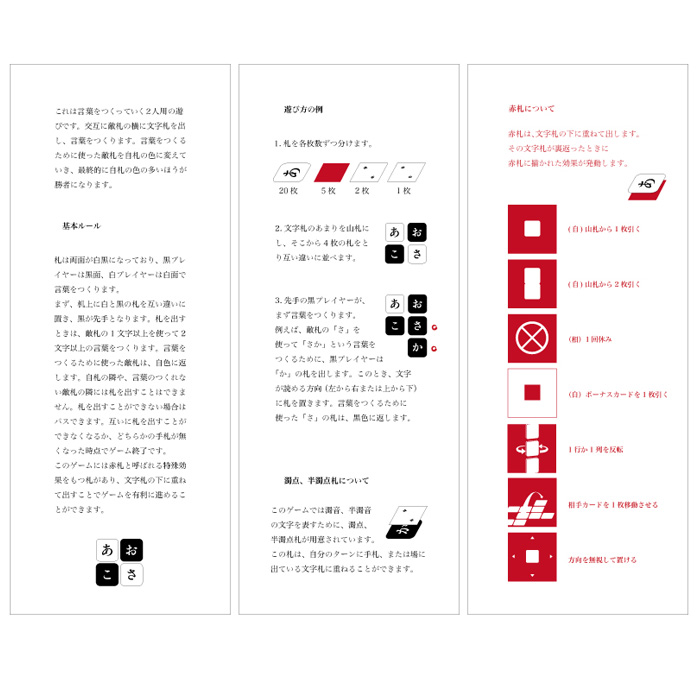 これは言葉をつくっていく2人用の遊
びです。交互に敵札の横に文字札を出
し、言葉をつくります。言葉をつくる
ために使った敵札を自札の色に変えて
いき、最終的に自札の色の多いほうが
勝者になります。
基本ルール
札は両面が白黒になっており、黒プレ
イヤーは黒面、白プレイヤーは白面で
言葉をつくります。
まず、机上に白と黒の札を互い違いに
置き、黒が先手となります。札を出す
ときは、敵札の1文字以上を使って2
文字以上の言葉をつくります。言葉を
つくるために使った敵札は、自色に返
します。自札の隣や、言葉のつくれな
い敵札の隣には札を出すことはできま
せん。札を出すことができない場合は
パスできます。互いに札を出すことが
できなくなるか、どちらかの手札が無
くなった時点でゲーム終了です。
このゲームには赤札と呼ばれる特殊効
果をもつ札があり、文字札の下に重ね
て出すことでゲームを有利に進めるこ
とができます。
あ お
こ さ
遊び方の例
1. 札を各枚数ずつ分けます。
20 枚 5 枚 2 枚 1 枚
2. 文字札のあまりを山札に
し、そこから4枚の札をと
り互い違いに並べます。
あ お
こ さ
3. 先手の黒プレイヤーが、
まず言葉をつくります。
例えば、敵札の「さ」を
使って「さか」という言葉を
つくるために、黒プレイヤーは
「か」の札を出します。このとき、文字
が読める方向 (左から右または上から下)
に札を置きます。言葉をつくるために
使った「さ」の札は、黒色に返します。
あ お
こ さ
か
濁点、半濁点札について
このゲームでは濁音、半濁音
の文字を表すために、濁点、
半濁点札が用意されています。
この札は、自分のターンに手札、または場に
出ている文字札に重ねることができます。
赤札について
赤札は、文字札の下に重ねて出します。
その文字札が裏返ったときに
赤札に描かれた効果が発動します。
(自) 山札から1枚引く
(自) 山札から2枚引く
(相) 1回休み
(自) ボーナスカードを1枚引く
1行か1列を反転
相手カードを1枚移動させる
方向を無視して置ける